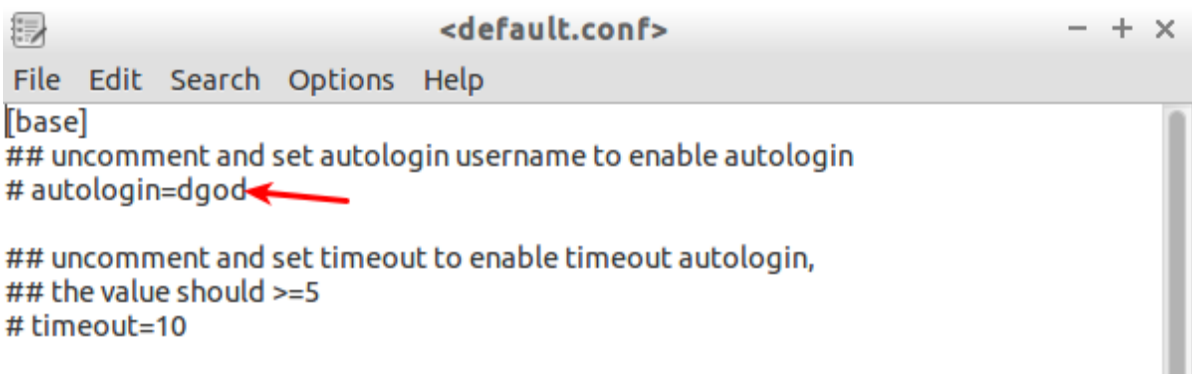 <default.conf>
File Edit Search Options Help
[base]
## uncomment and set autologin username to enable autologin
# autologin=dgod
## uncomment and set timeout to enable timeout autologin,
## the value should >=5
# timeout=10